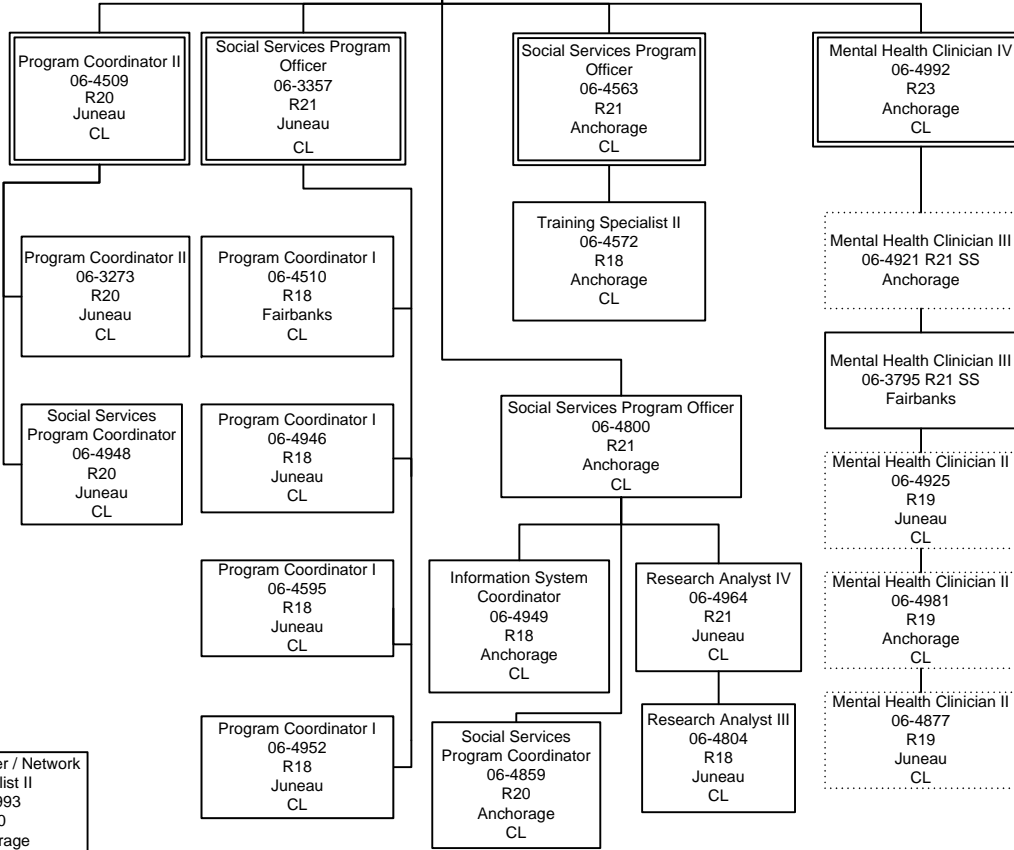 Program Coordinator II
06-4509
R20
Juneau
CL
Social Services Program
Officer
06-3357
R21
Juneau
CL
Social Services Program
Officer
06-4563
R21
Anchorage
CL
Mental Health Clinician IV
06-4992
R23
Anchorage
CL
Program Coordinator II
06-3273
R20
Juneau
CL
Program Coordinator I
06-4510
R18
Fairbanks
CL
Training Specialist II
06-4572
R18
Anchorage
CL
Mental Health Clinician III
06-4921 R21 SS
Anchorage
Mental Health Clinician III
06-3795 R21 SS
Fairbanks
Social Services
Program Coordinator
06-4948
R20
Juneau
CL
Program Coordinator I
06-4946
R18
Juneau
CL
Social Services Program Officer
06-4800
R21
Anchorage
CL
Mental Health Clinician II
06-4925
R19
Juneau
CL
Program Coordinator I
06-4595
R18
Juneau
CL
Information System
Coordinator
06-4949
R18
Anchorage
CL
Research Analyst IV
06-4964
R21
Juneau
CL
Mental Health Clinician II
06-4981
R19
Anchorage
CL
Program Coordinator I
06-4952
R18
Juneau
CL
Social Services
Program Coordinator
06-4859
R20
Anchorage
CL
Research Analyst III
06-4804
R18
Juneau
CL
Mental Health Clinician II
06-4877
R19
Juneau
CL
/ Network
II